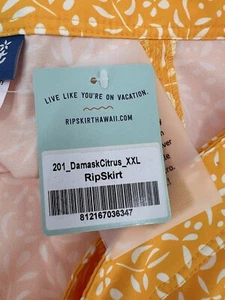 LIVE LIKE YOU'RE ON VACATION.
RIPSKIRTHAWAII.COM
201_DamaskCitrus_XXL
RipSkirt
812167036347